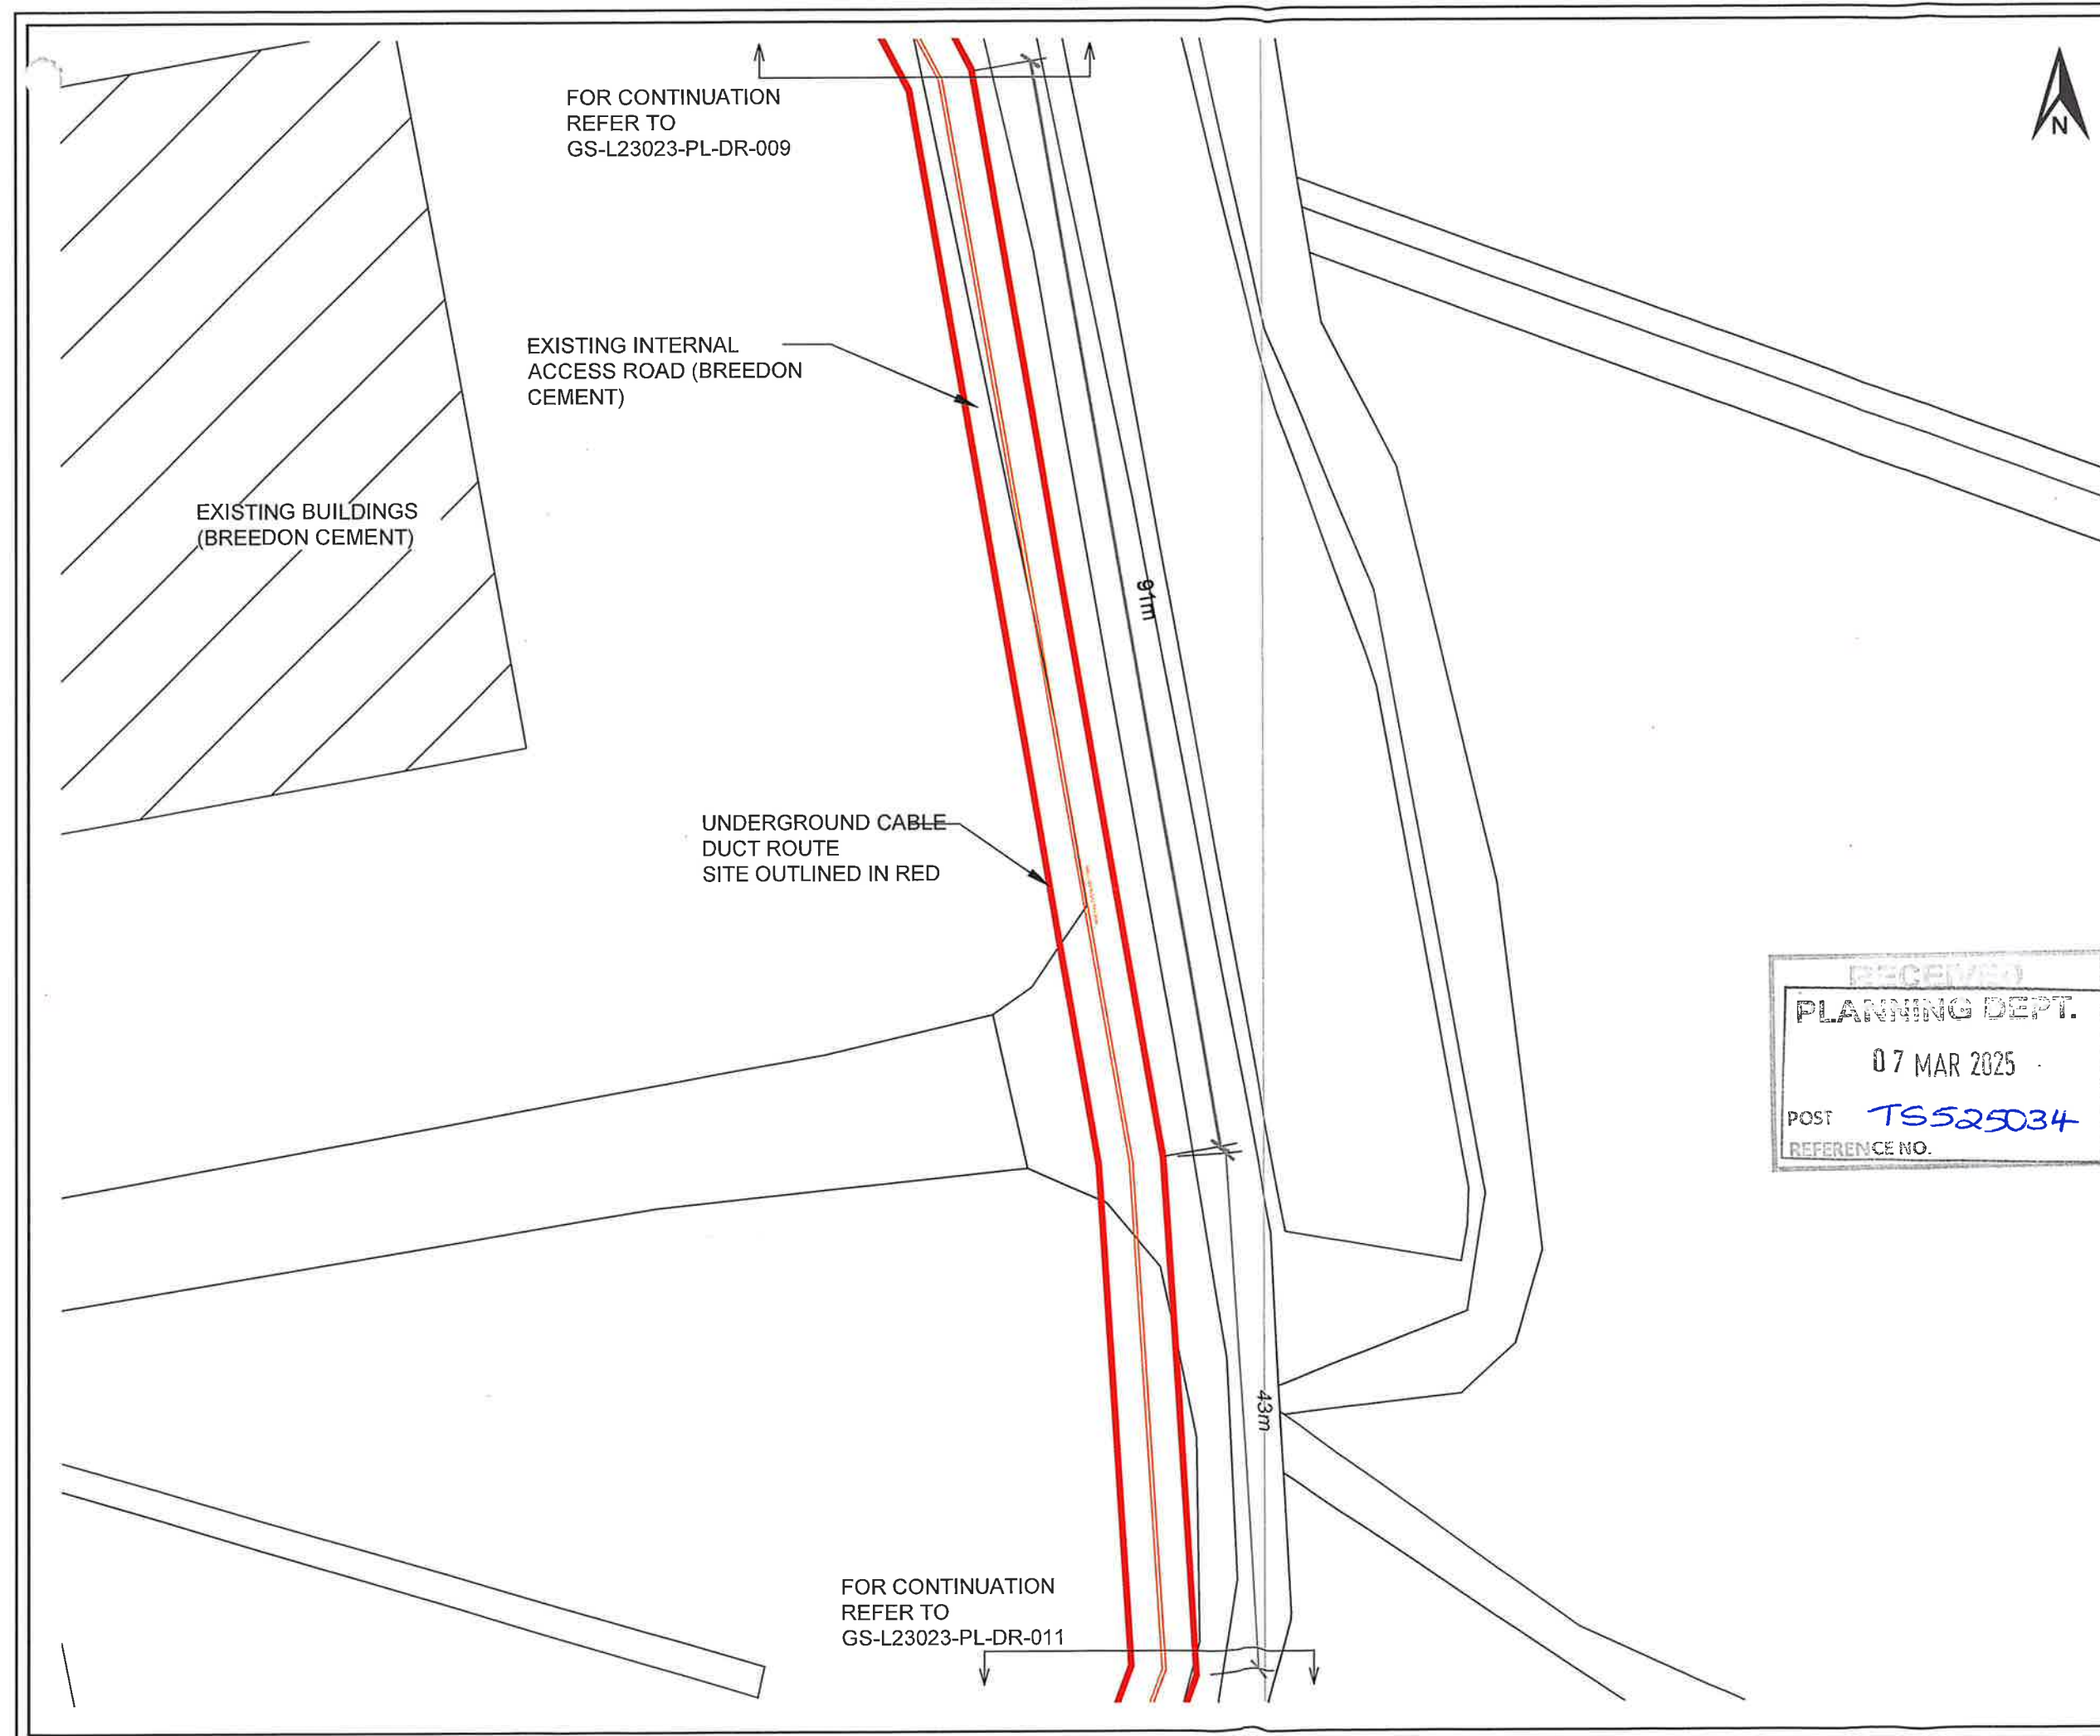 FOR CONTINUATION
REFER TO
GS-L23023-PL-DR-009
N
EXISTING INTERNAL
ACCESS ROAD (BREEDON
CEMENT)
EXISTING BUILDINGS
(BREEDON CEMENT)
91m
UNDERGROUND CABLE
DUCT ROUTE
SITE OUTLINED IN RED
RECEIVED
PLANNING DEPT.
07 MAR 2025
POST TS525034
REFERENCE NO.
43m
FOR CONTINUATION
REFER TO
GS-L23023-PL-DR-011